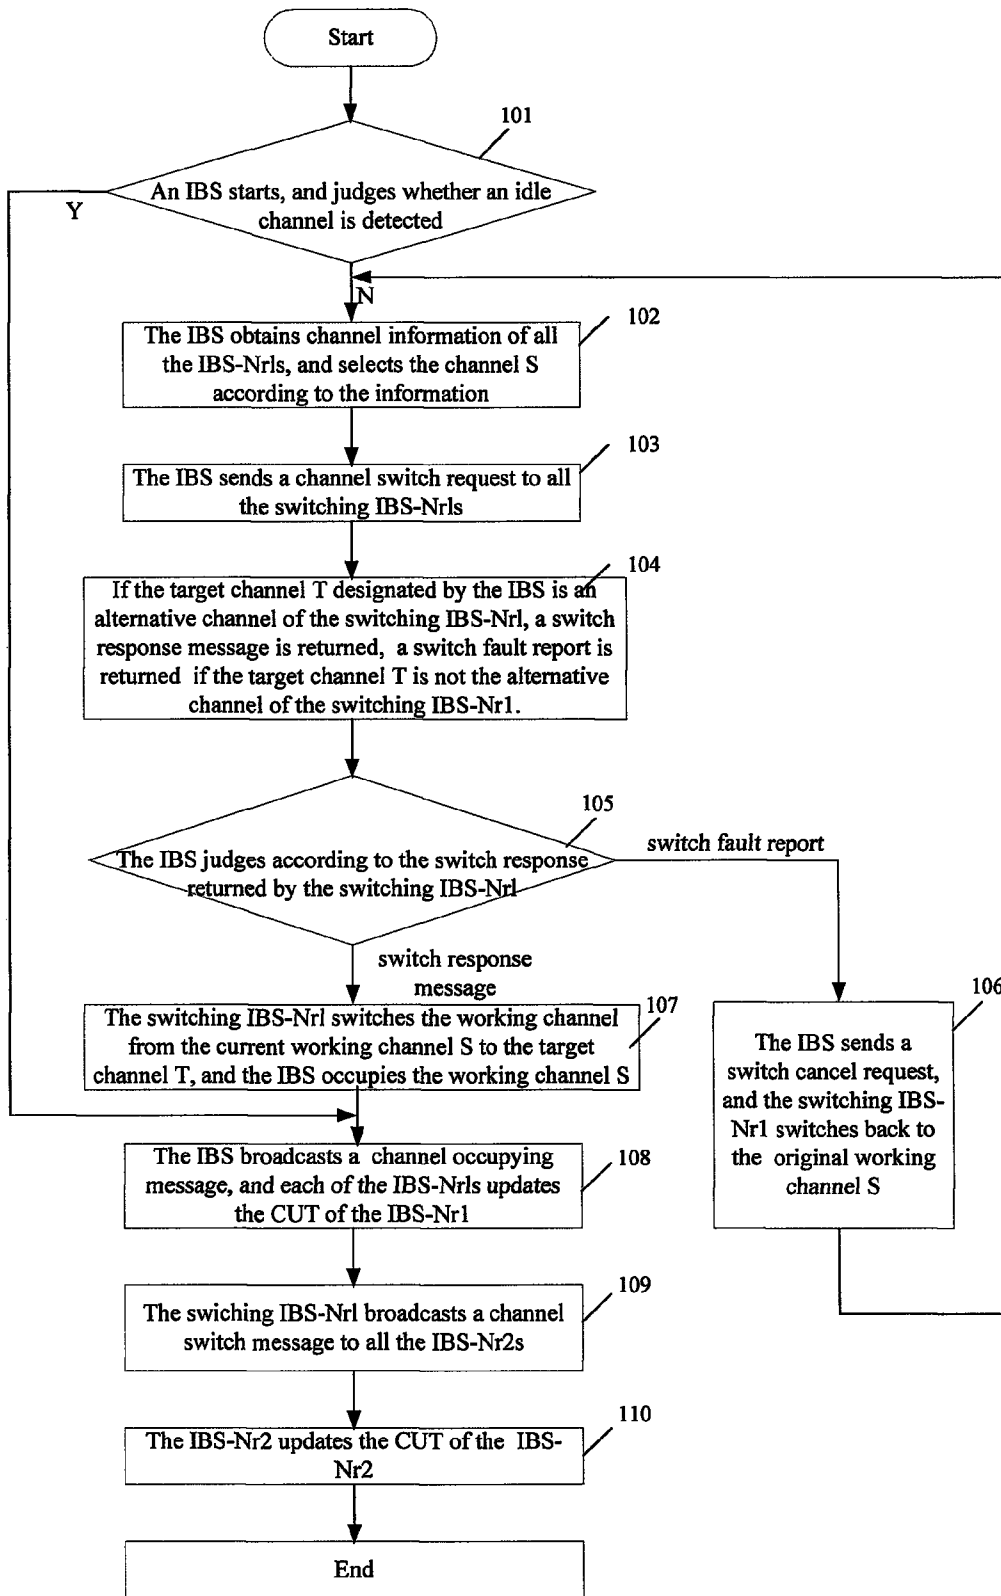 Start
101
An IBS starts, and judges whether an idle
channel is detected
Y
N
102
The IBS obtains channel information of all
the IBS-Nrls, and selects the channel S
according to the information
103
The IBS sends a channel switch request to all
the switching IBS-Nrls
104
If the target channel T designated by the IBS is an
alternative channel of the switching IBS-Nrl, a switch
response message is returned, a switch fault report is
returned if the target channel T is not the alternative
channel of the switching IBS-Nr1.
105
switch fault report
The IBS judges according to the switch response
returned by the switching IBS-Nrl
switch response
message
107
The switching IBS-Nrl switches the working channel
from the current working channel S to the target
channel T, and the IBS occupies the working channel S
106
The IBS sends a
switch cancel request,
and the switching IBS-
Nr1 switches back to
the original working
channel S
108
The IBS broadcasts a channel occupying
message, and each of the IBS-Nrls updates
the CUT of the IBS-Nr1
109
The swiching IBS-Nrl broadcasts a channel
switch message to all the IBS-Nr2s
110
The IBS-Nr2 updates the CUT of the IBS-
Nr2
End